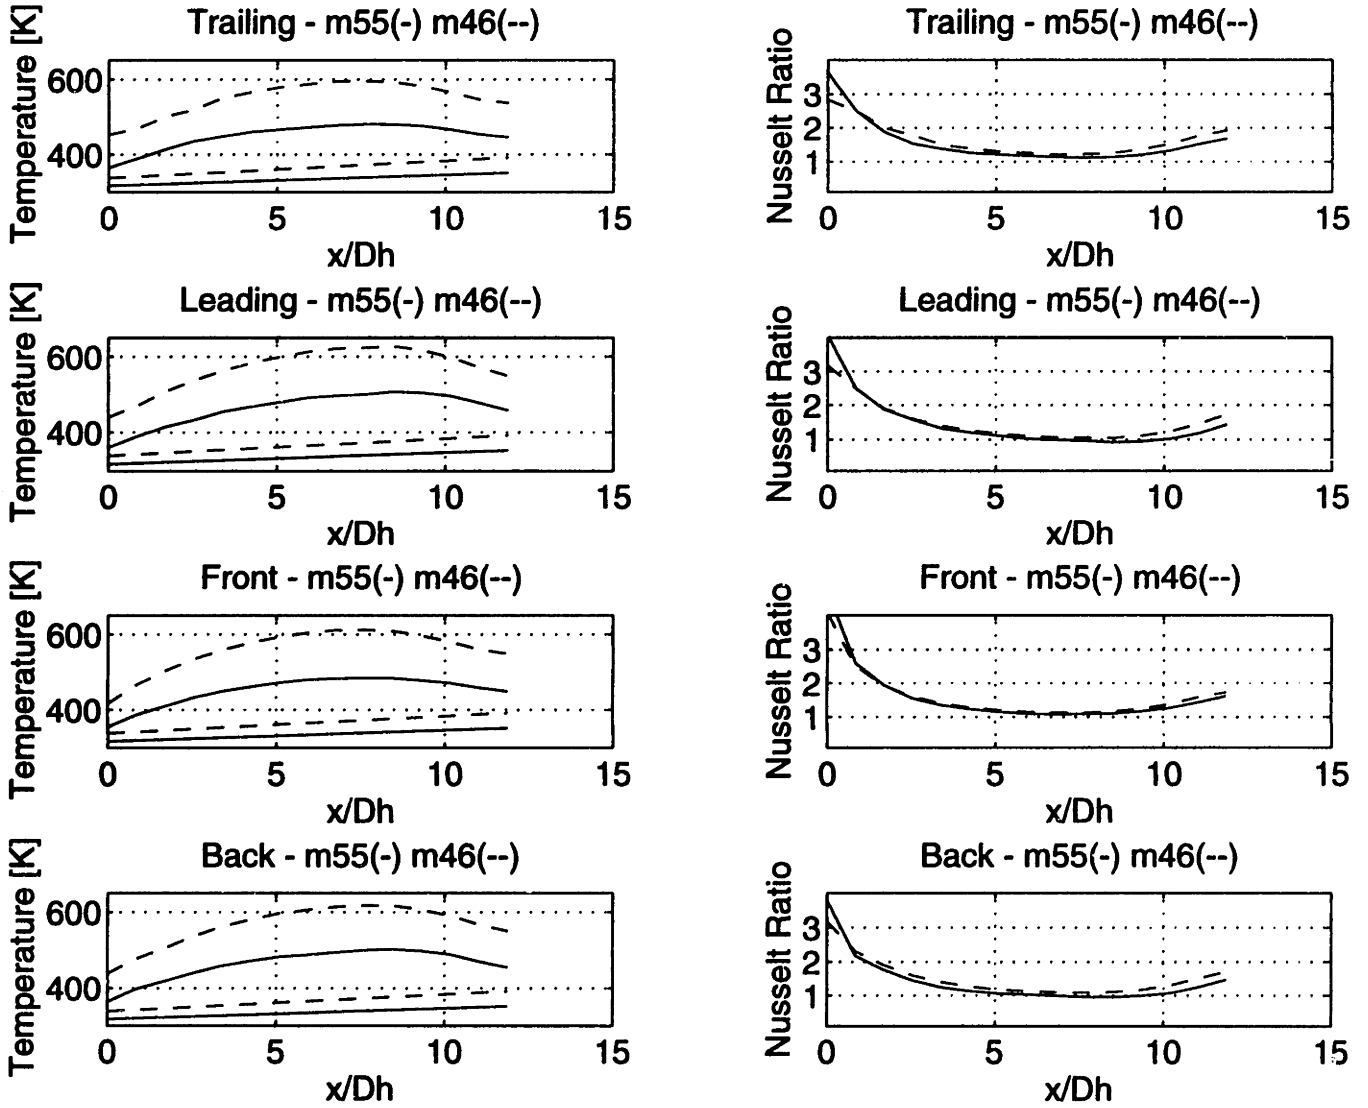 Trailing - m55(-) m46(--)
Temperature [K]
600
400
0 5 10 15
x/Dh
Trailing - m55(-) m46(--)
Nusselt Ratio
3
2
1
0 5 10 15
x/Dh
Leading - m55(-) m46(--)
Temperature [K]
600
400
0 5 10 15
x/Dh
Leading - m55(-) m46(--)
Nusselt Ratio
3
2
1
0 5 10 15
x/Dh
Front - m55(-) m46(--)
Temperature [K]
600
400
0 5 10 15
x/Dh
Front - m55(-) m46(--)
Nusselt Ratio
3
2
1
0 5 10 15
x/Dh
Back - m55(-) m46(--)
Temperature [K]
600
400
0 5 10 15
x/Dh
Back - m55(-) m46(--)
Nusselt Ratio
3
2
1
0 5 10 15
x/Dh